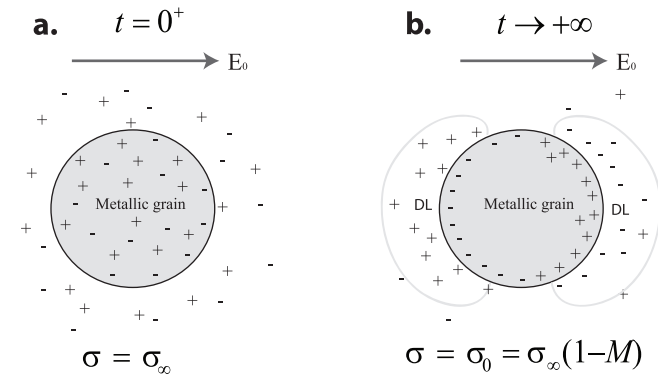 a. t = 0⁺
E₀
Metallic grain
σ = σ∞
b. t → +∞
E₀
DL
Metallic grain
DL
σ = σ₀ = σ∞(1−M)